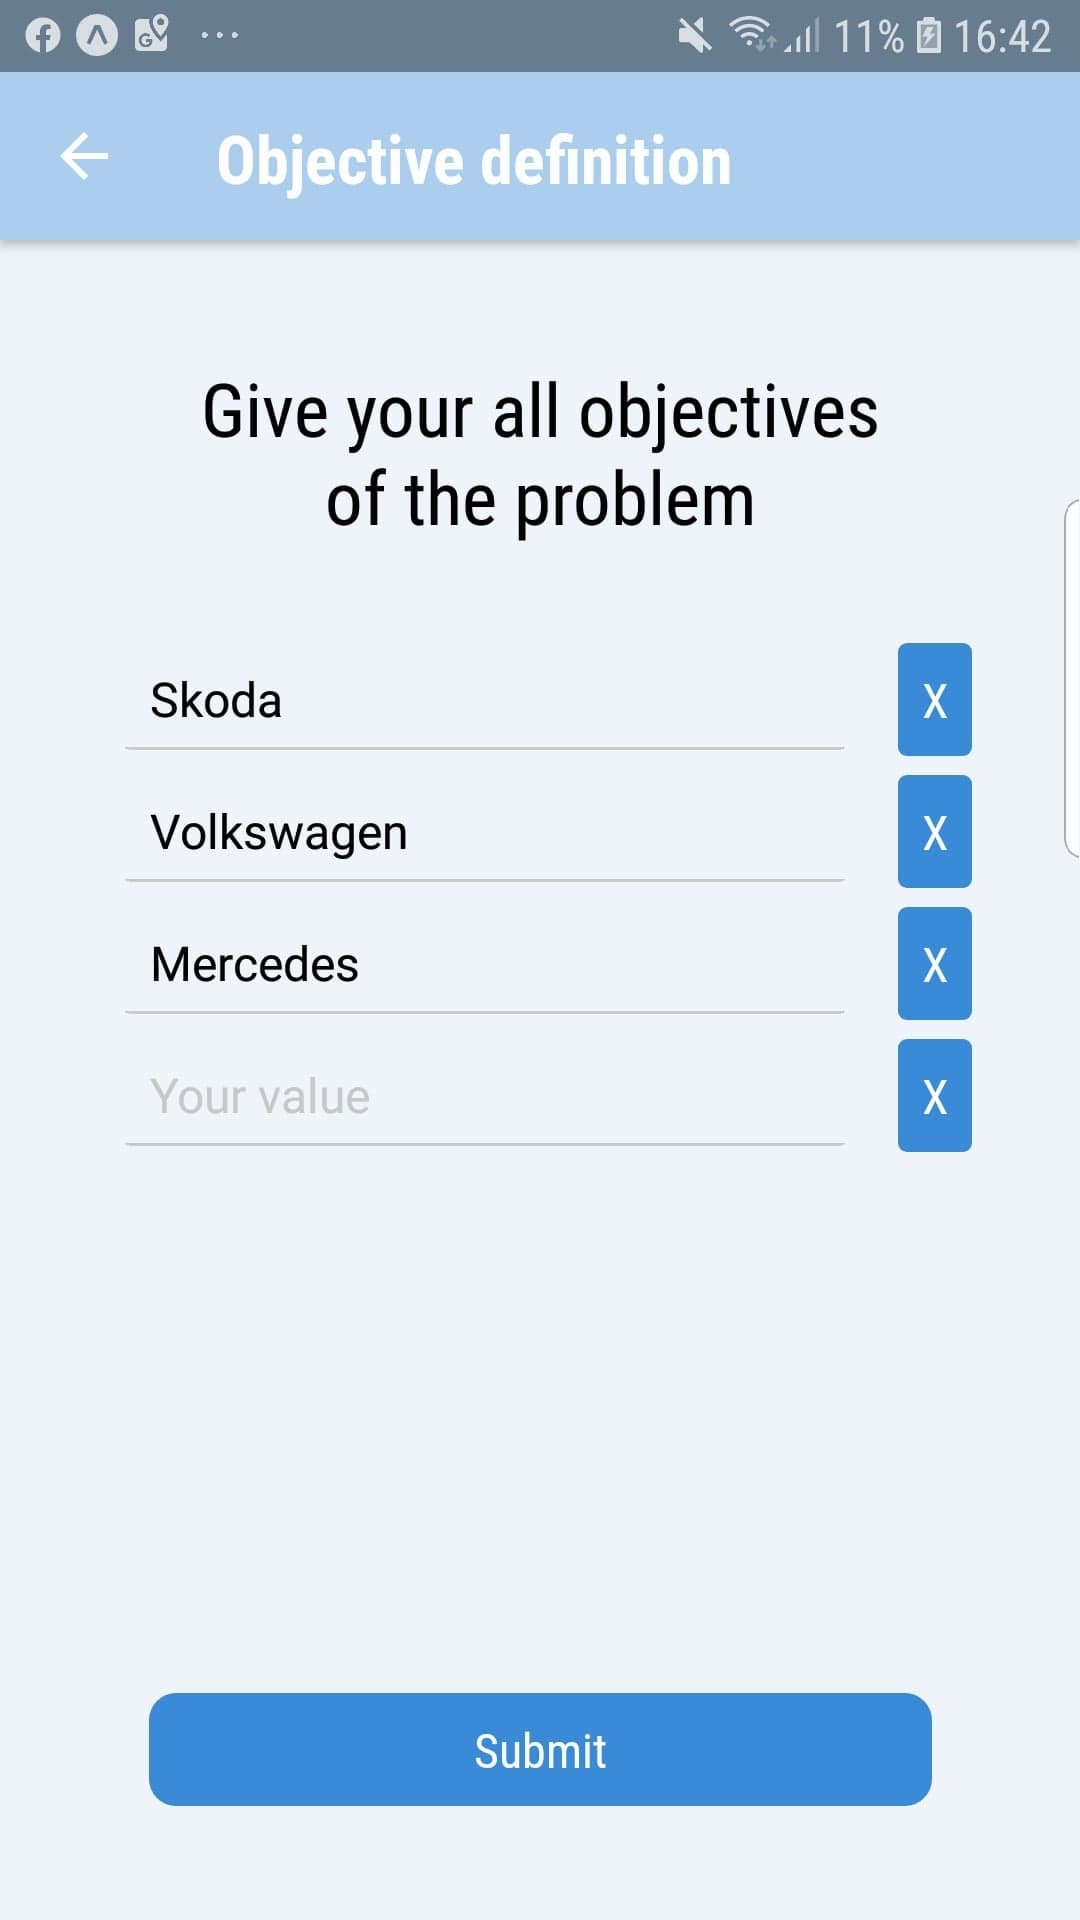 11% 16:42
Objective definition
Give your all objectives
of the problem
Skoda X
Volkswagen X
Mercedes X
Your value X
Submit